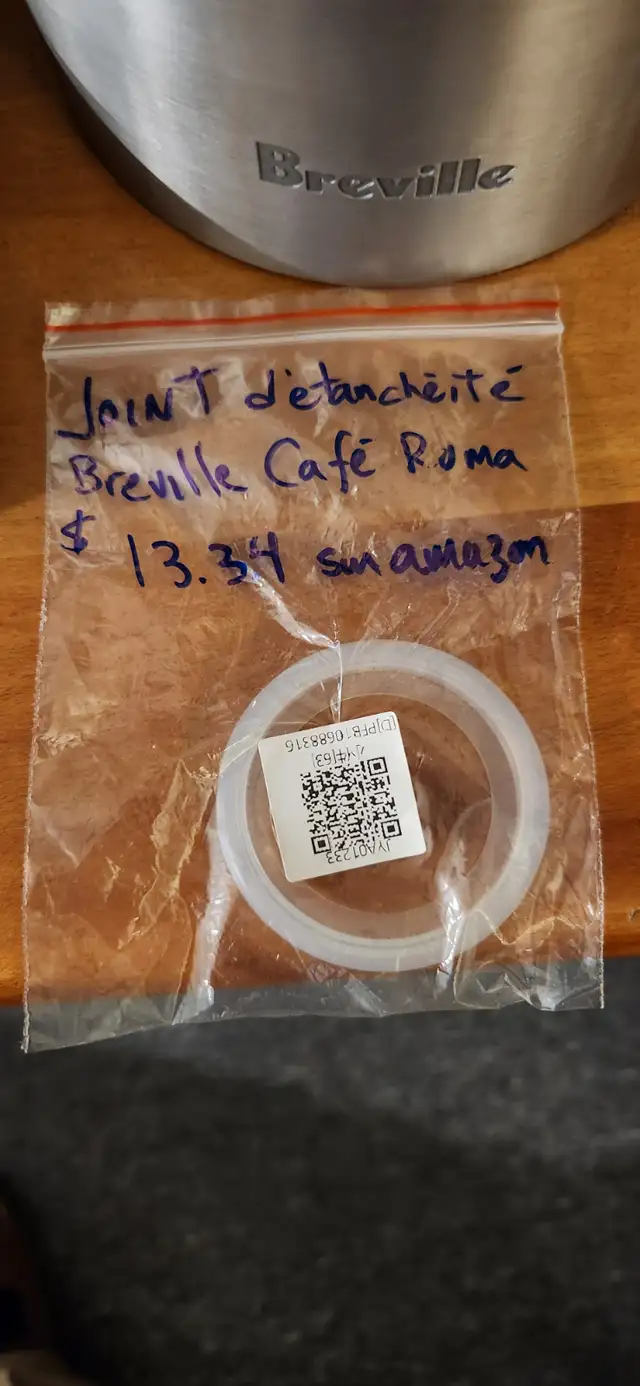 Breville
JOINT d'étanchéité
Breville Café Roma
$ 13.34 sur amazon
[D]PFB10688316
JYA01233